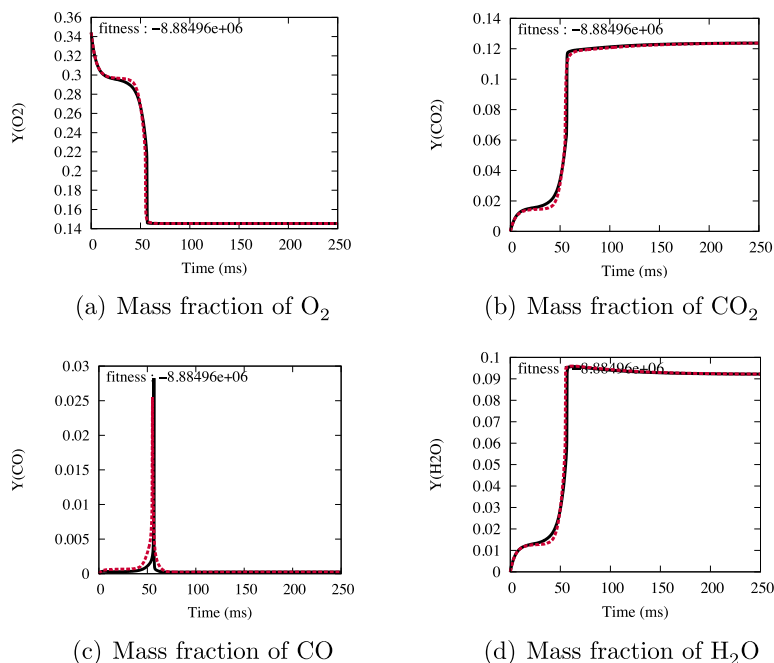 fitness : −8.88496e+06
Y(O2)
0.36
0.34
0.32
0.3
0.28
0.26
0.24
0.22
0.2
0.18
0.16
0.14
0 50 100 150 200 250
Time (ms)
(a) Mass fraction of O₂
fitness : −8.88496e+06
Y(CO2)
0.14
0.12
0.1
0.08
0.06
0.04
0.02
0
0 50 100 150 200 250
Time (ms)
(b) Mass fraction of CO₂
fitness : −8.88496e+06
Y(CO)
0.03
0.025
0.02
0.015
0.01
0.005
0
0 50 100 150 200 250
Time (ms)
(c) Mass fraction of CO
fitness : −8.88496e+06
Y(H2O)
0.1
0.09
0.08
0.07
0.06
0.05
0.04
0.03
0.02
0.01
0
0 50 100 150 200 250
Time (ms)
(d) Mass fraction of H₂O